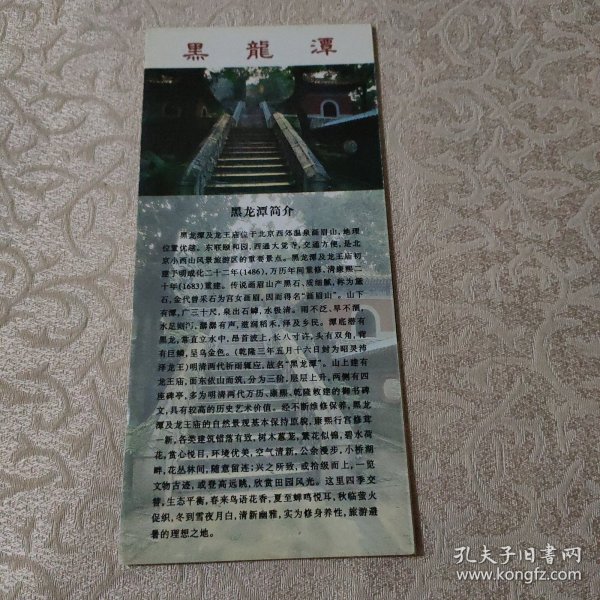 黑龍潭
黑龙潭简介
黑龙潭及龙王庙位于北京西郊温泉画眉山,地理
位置优越。东联颐和园,西通大觉寺,交通方便,是北
京小西山风景旅游区的重要景点。黑龙潭及龙王庙初
建于明成化二十二年(1486),万历年间重修,清康熙二
十年(1683)重建。传说画眉山产黑石、质细腻,称为黛
石,金代曾采石为宫女画眉,因而得名“画眉山”。山下
有潭,广三十尺,泉出石罅,水极清。雨不泛、旱不涸,
水足则泻,潺潺有声,滋润稻禾,泽及乡民。潭底潜有
黑龙,常直立水中,昂首披上,长八寸许,头有双角,背
有巨鳞,呈乌金色。(乾隆三年五月十六日封为昭灵沛
泽龙王)明清两代祈雨辄应,故名“黑龙潭”。山上建有
龙王庙,面东依山而筑,分为三阶,层层上升,两侧有四
座碑亭,多为明清两代万历、康熙、乾隆敕建的御书碑
文,具有较高的历史艺术价值。经不断维修保养,黑龙
潭及龙王庙的自然景观基本保持原貌,康熙行宫修茸
一新,各类建筑错落有致,树木葱茏,繁花似锦,碧水荷
花,赏心悦目,环境优美,空气清新,公余漫步,小桥湖
畔,花丛林间,随意留连;兴之所致,或拾级而上,一览
文物古迹,或登高远眺,欣赏田园风光。这里四季交
替,生态平衡,春来鸟语花香,夏至蝉鸣悦耳,秋临萤火
促织,冬到雪夜月白,清新幽雅,实为修身养性,旅游避
暑的理想之地。
孔夫子旧书网
www.kongfz.com